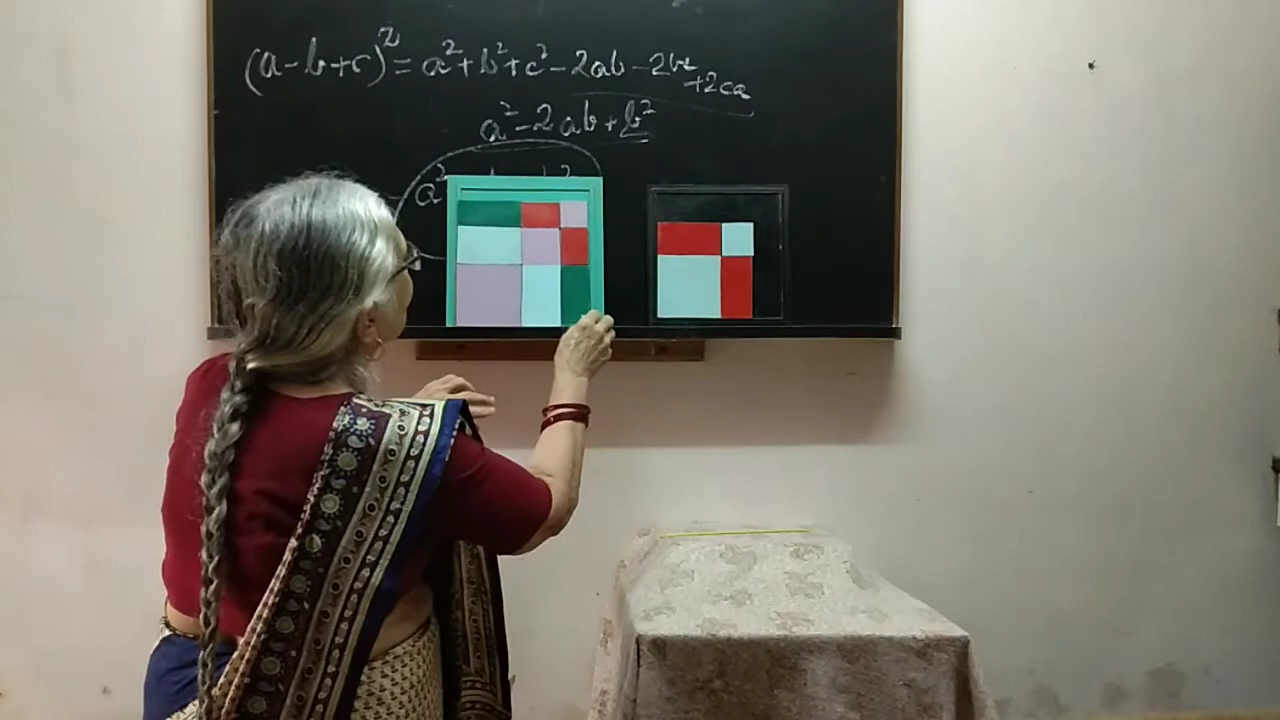 (a-b+c)² = a²+b²+c²-2ab-2bc+2ca
a²-2ab+b²
a²